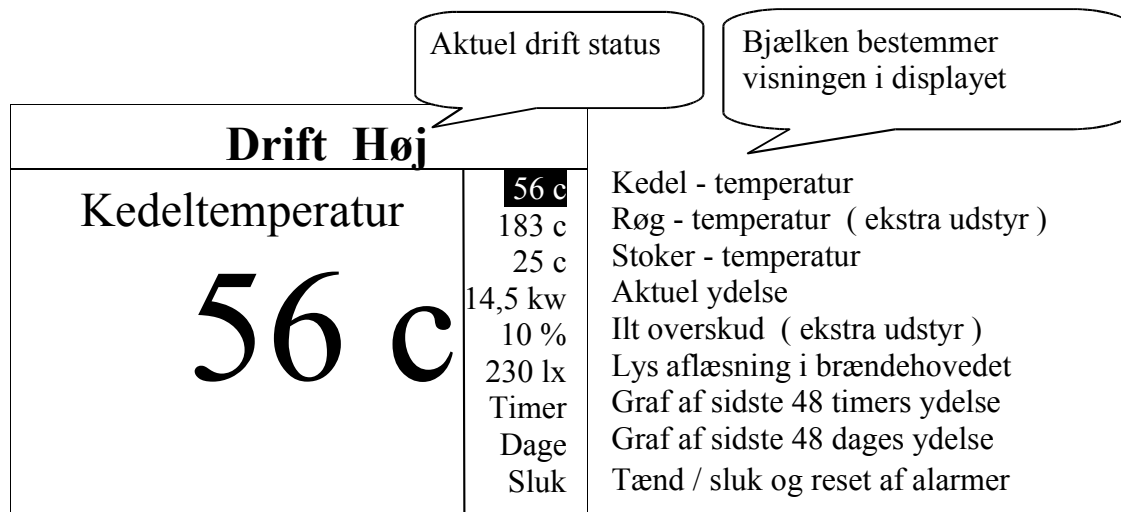 Aktuel drift status
Bjælken bestemmer
visningen i displayet
Drift Høj
Kedeltemperatur
56 c
56 c Kedel - temperatur
183 c Røg - temperatur ( ekstra udstyr )
25 c Stoker - temperatur
14,5 kw Aktuel ydelse
10 % Ilt overskud ( ekstra udstyr )
230 lx Lys aflæsning i brændehovedet
Timer Graf af sidste 48 timers ydelse
Dage Graf af sidste 48 dages ydelse
Sluk Tænd / sluk og reset af alarmer